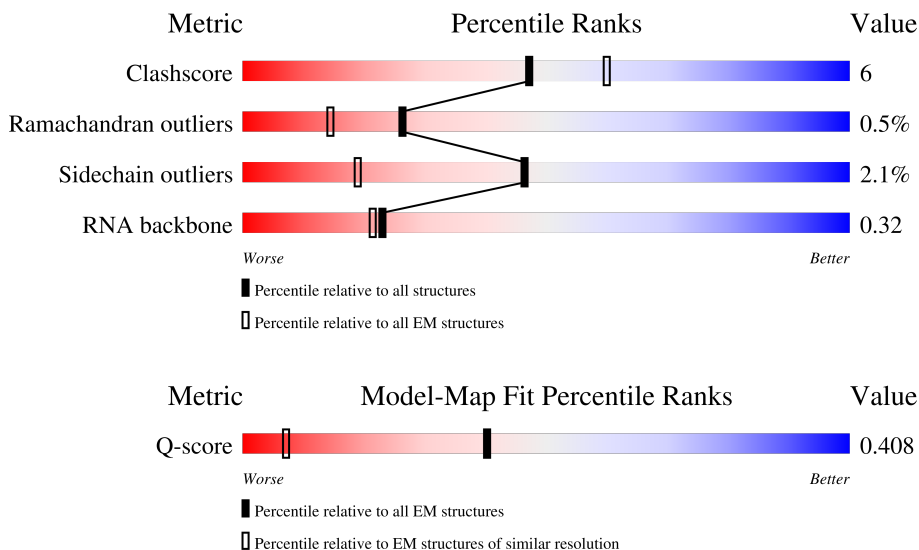 Metric Percentile Ranks Value
Clashscore 6
Ramachandran outliers 0.5%
Sidechain outliers 2.1%
RNA backbone 0.32
Worse Better
Percentile relative to all structures
Percentile relative to all EM structures
Metric Model-Map Fit Percentile Ranks Value
Q-score 0.408
Worse Better
Percentile relative to all EM structures
Percentile relative to EM structures of similar resolution